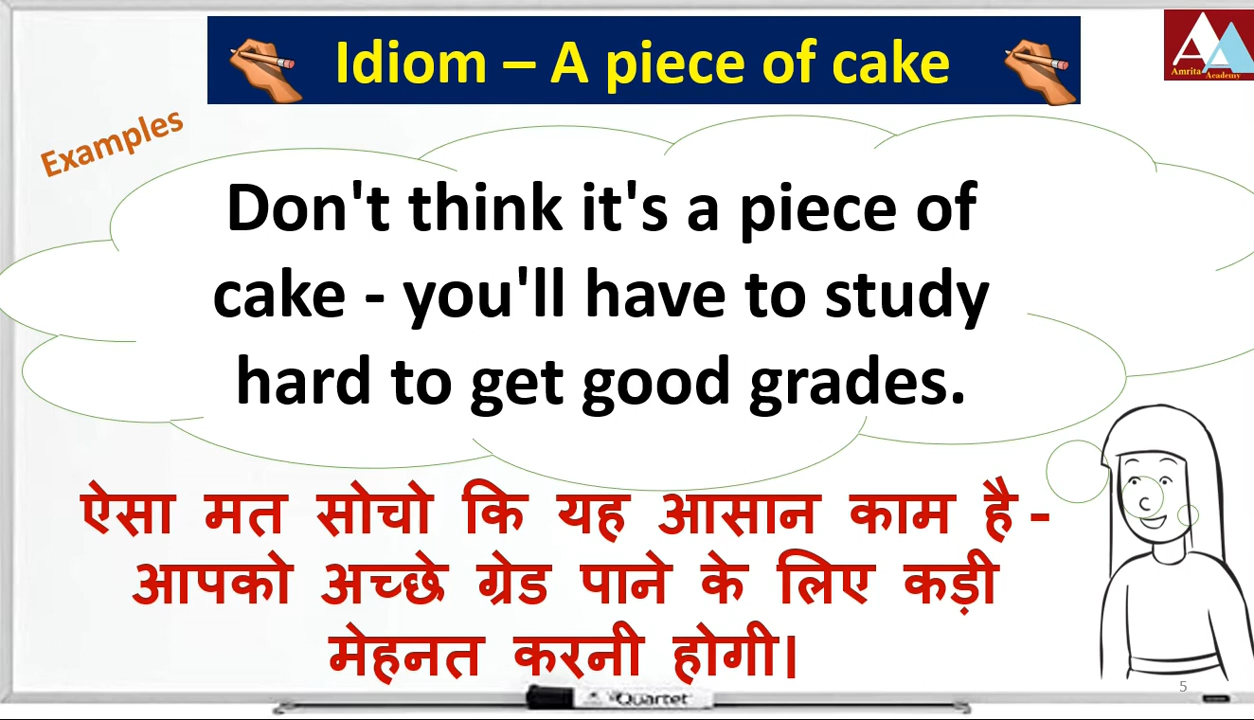 Idiom – A piece of cake
Amrita Academy
Examples
Don't think it's a piece of
cake - you'll have to study
hard to get good grades.
ऐसा मत सोचो कि यह आसान काम है -
आपको अच्छे ग्रेड पाने के लिए कड़ी
मेहनत करनी होगी।
Quartet
5